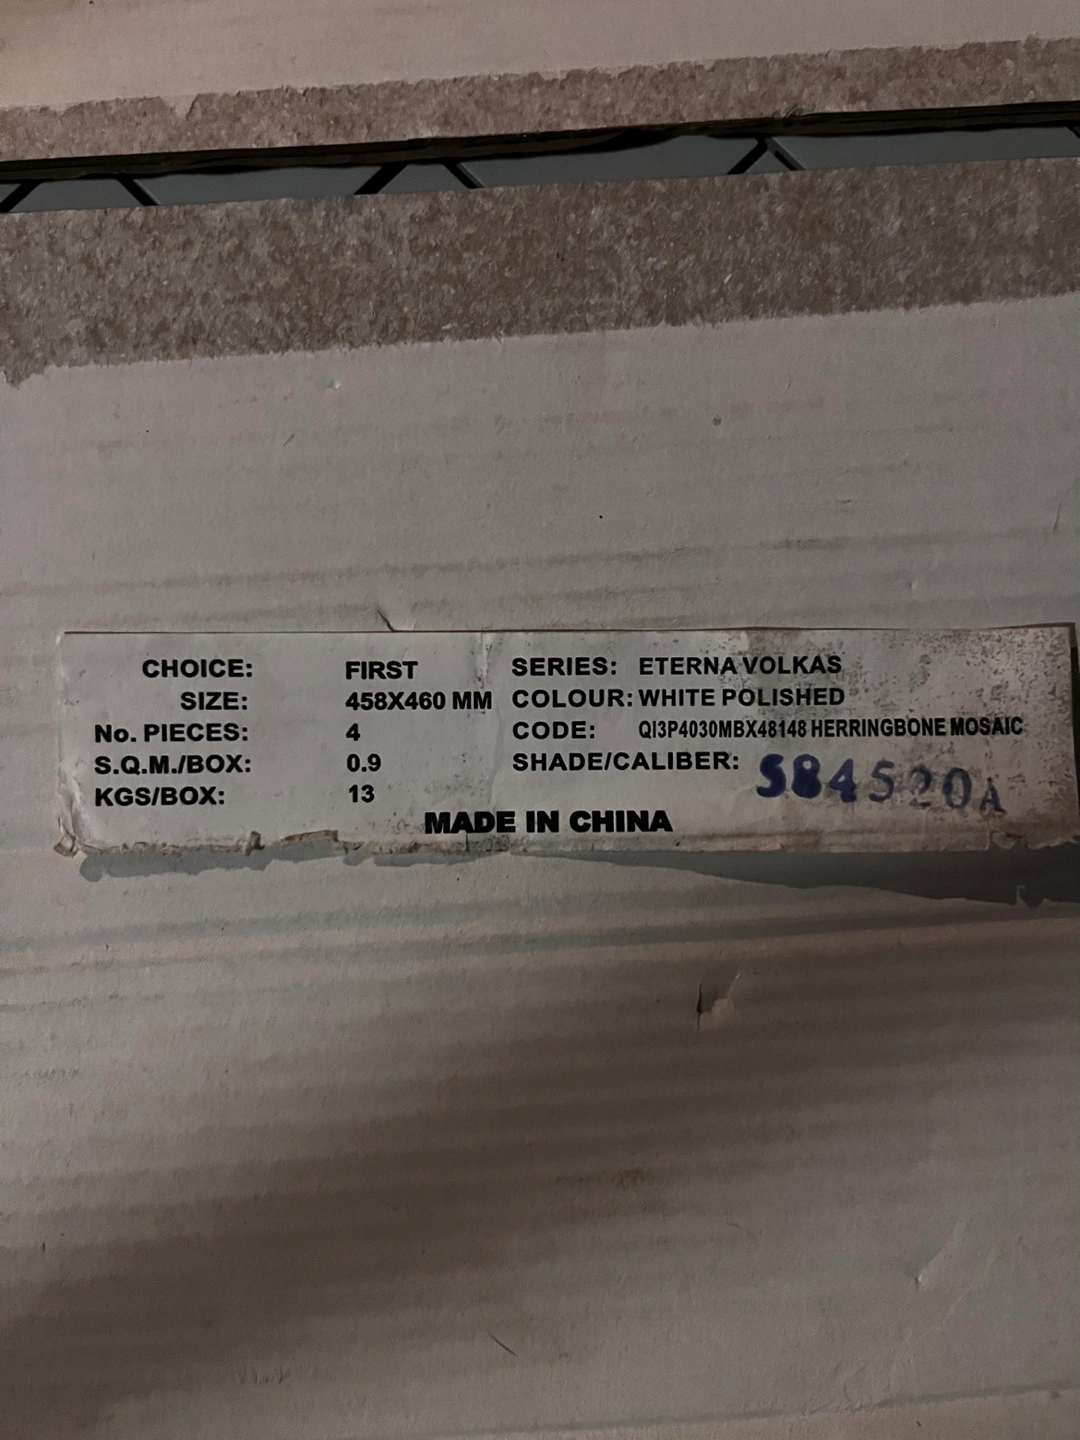 CHOICE: FIRST SERIES: ETERNA VOLKAS
SIZE: 458X460 MM COLOUR: WHITE POLISHED
No. PIECES: 4 CODE: QI3P4030MBX48148 HERRINGBONE MOSAIC
S.Q.M./BOX: 0.9 SHADE/CALIBER: S84520A
KGS/BOX: 13
MADE IN CHINA